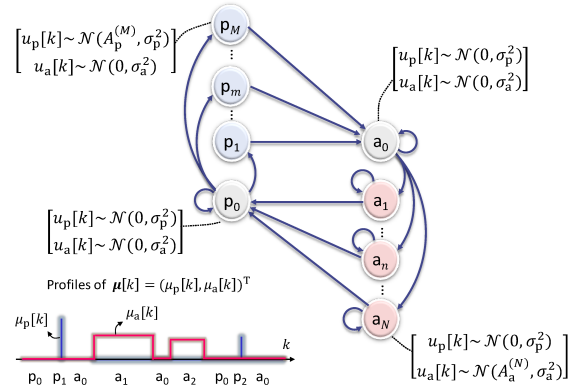 [u_p[k]~ 𝒩(A_p^(M), σ_p^2)
u_a[k]~ 𝒩(0, σ_a^2)]
p_M
⋮
p_m
⋮
p_1
[u_p[k]~ 𝒩(0, σ_p^2)
u_a[k]~ 𝒩(0, σ_a^2)]
a_0
p_0
a_1
⋮
a_n
⋮
a_N
[u_p[k]~ 𝒩(0, σ_p^2)
u_a[k]~ 𝒩(0, σ_a^2)]
[u_p[k]~ 𝒩(0, σ_p^2)
u_a[k]~ 𝒩(A_a^(N), σ_a^2)]
Profiles of μ[k] = (μ_p[k], μ_a[k])^T
μ_p[k]
μ_a[k]
k
p_0 p_1 a_0 a_1 a_0 a_2 p_0 p_2 a_0